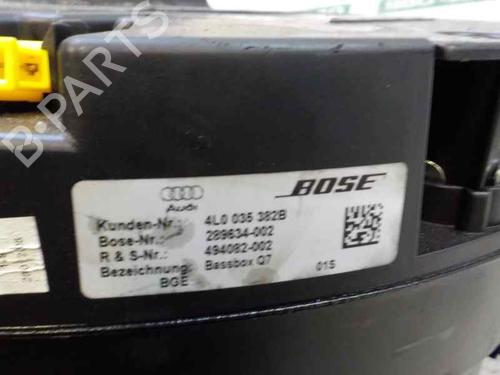 B-PARTS
Audi
BOSE
Kunden-Nr.: 4L0 035 382B
Bose-Nr.: 289634-002
R & S-Nr.: 494082-002
Bezeichnung: Bassbox Q7
BGE
015